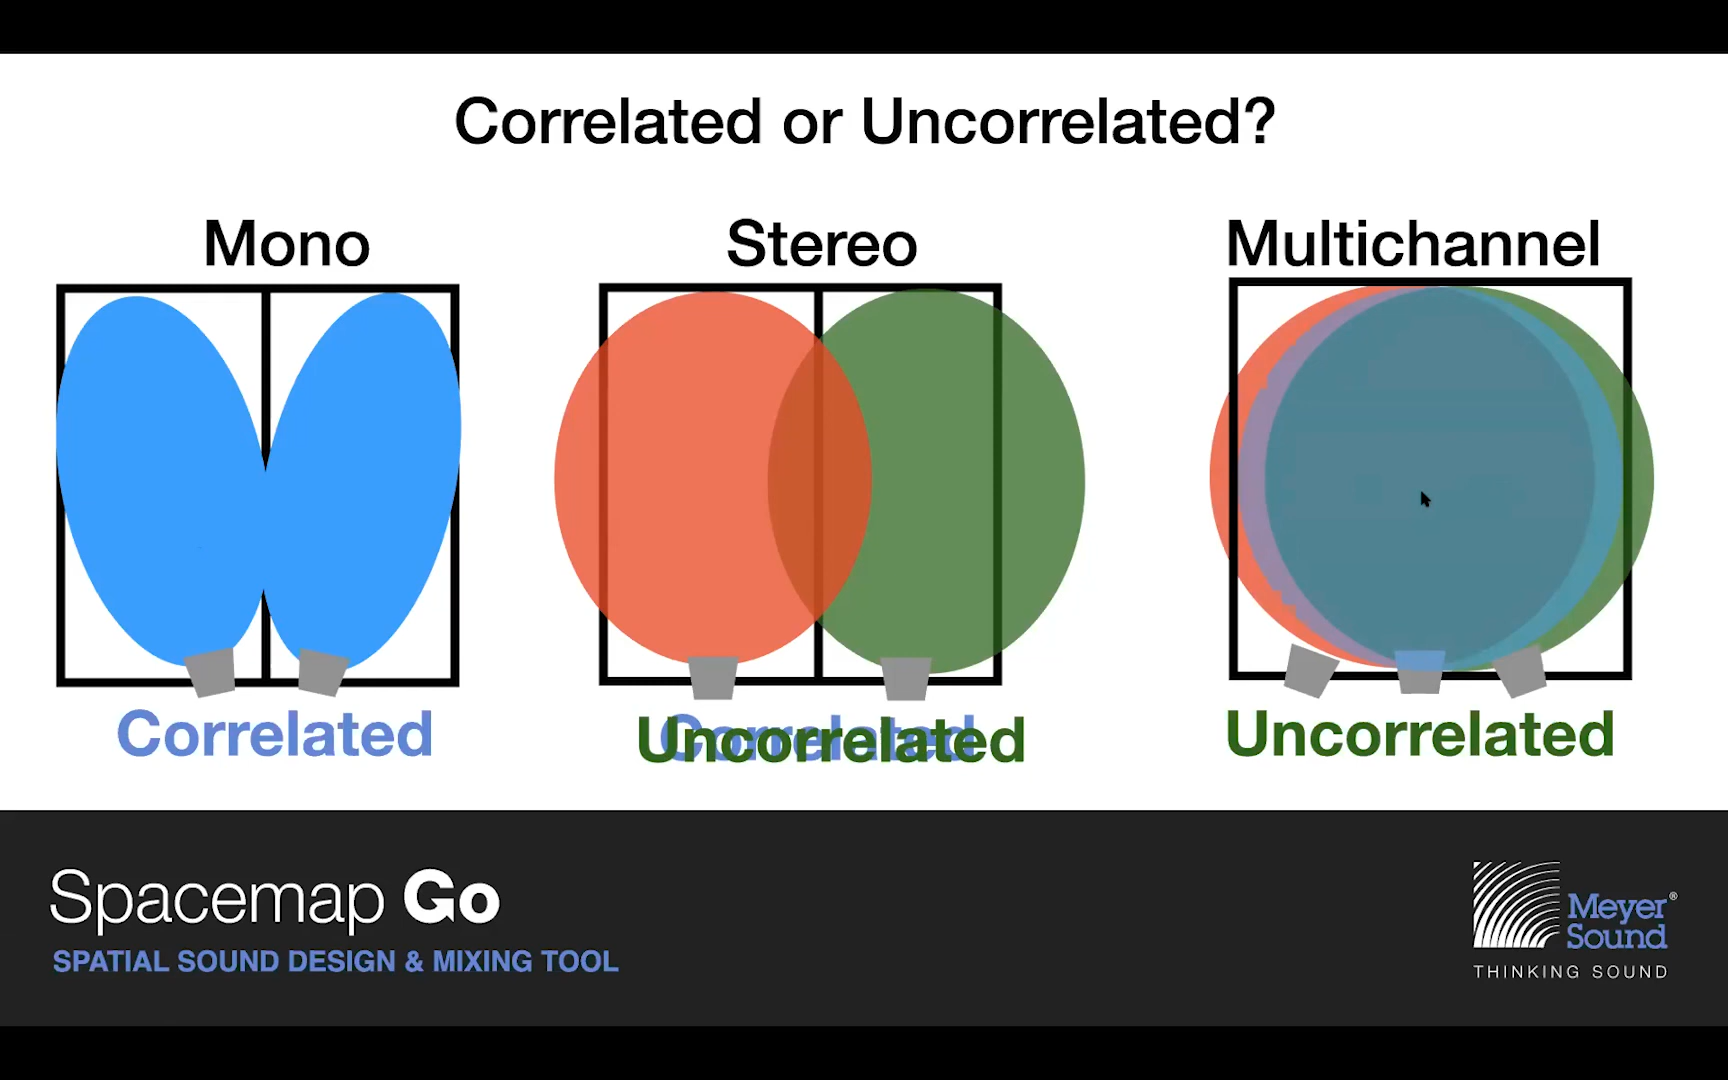 Correlated or Uncorrelated?
Mono
Stereo
Multichannel
Correlated
Correlated
Uncorrelated
Uncorrelated
Spacemap Go
SPATIAL SOUND DESIGN & MIXING TOOL
Meyer®
Sound
THINKING SOUND